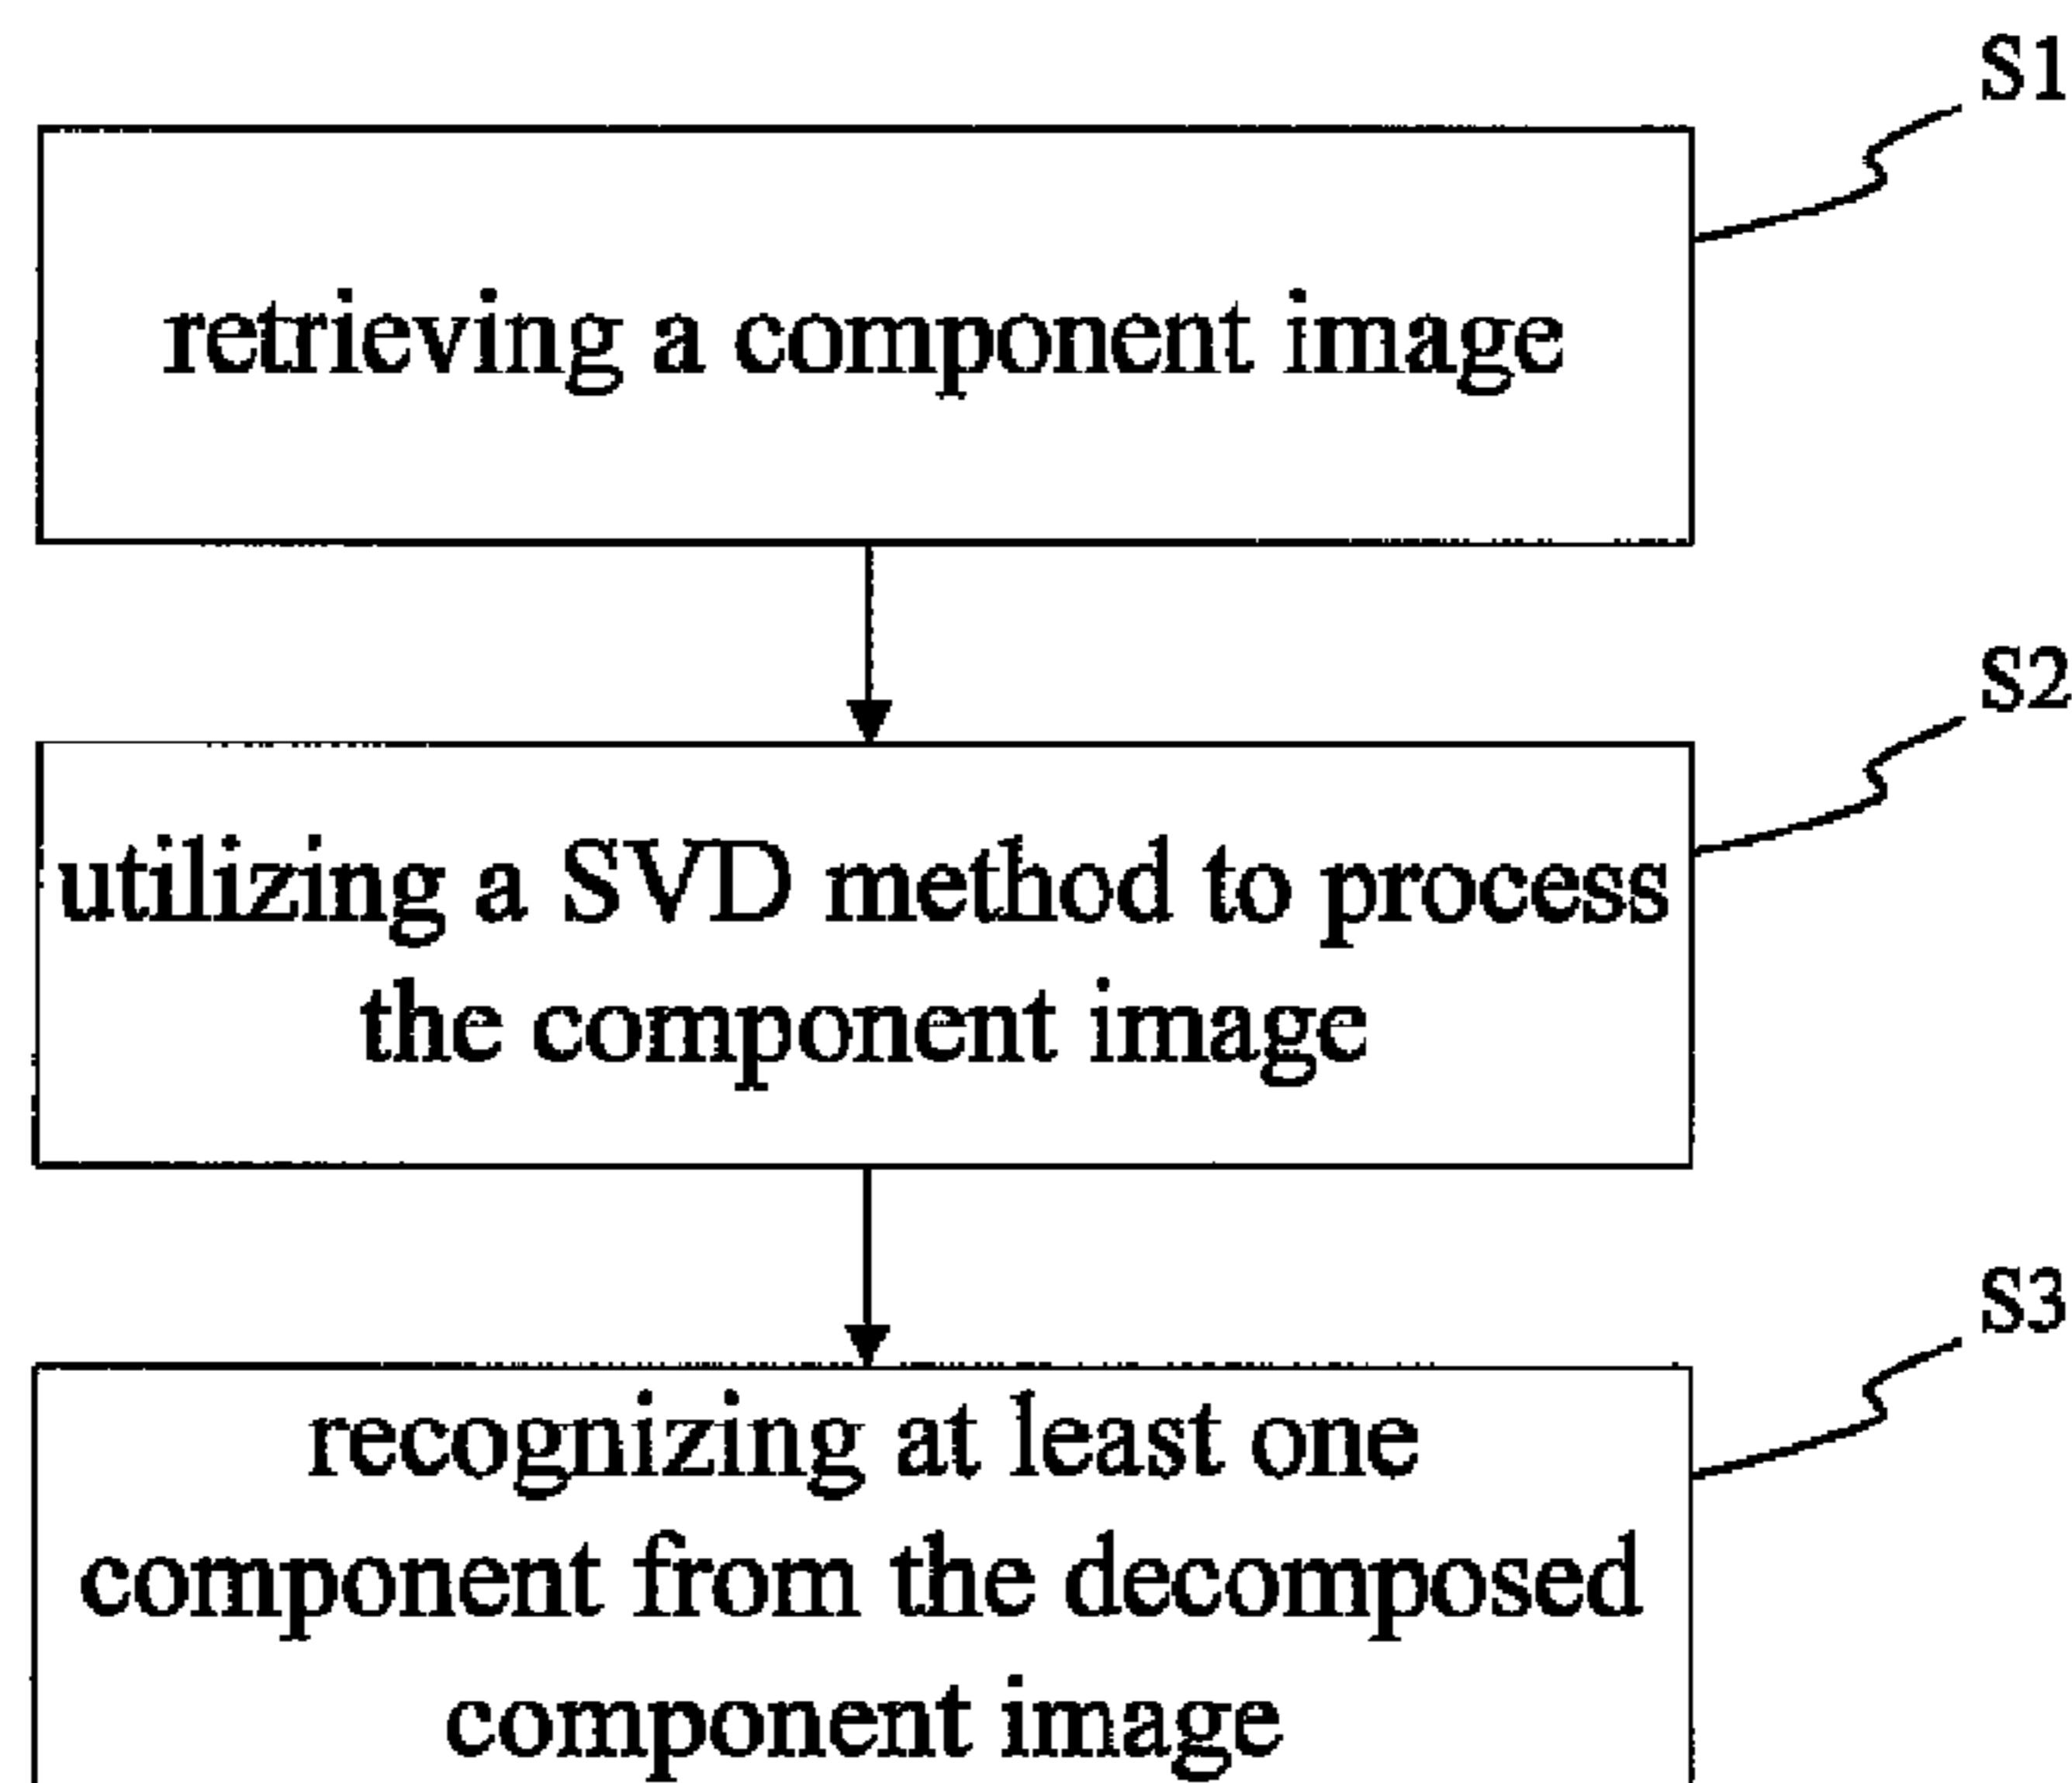 S1
retrieving a component image
S2
utilizing a SVD method to process
the component image
S3
recognizing at least one
component from the decomposed
component image